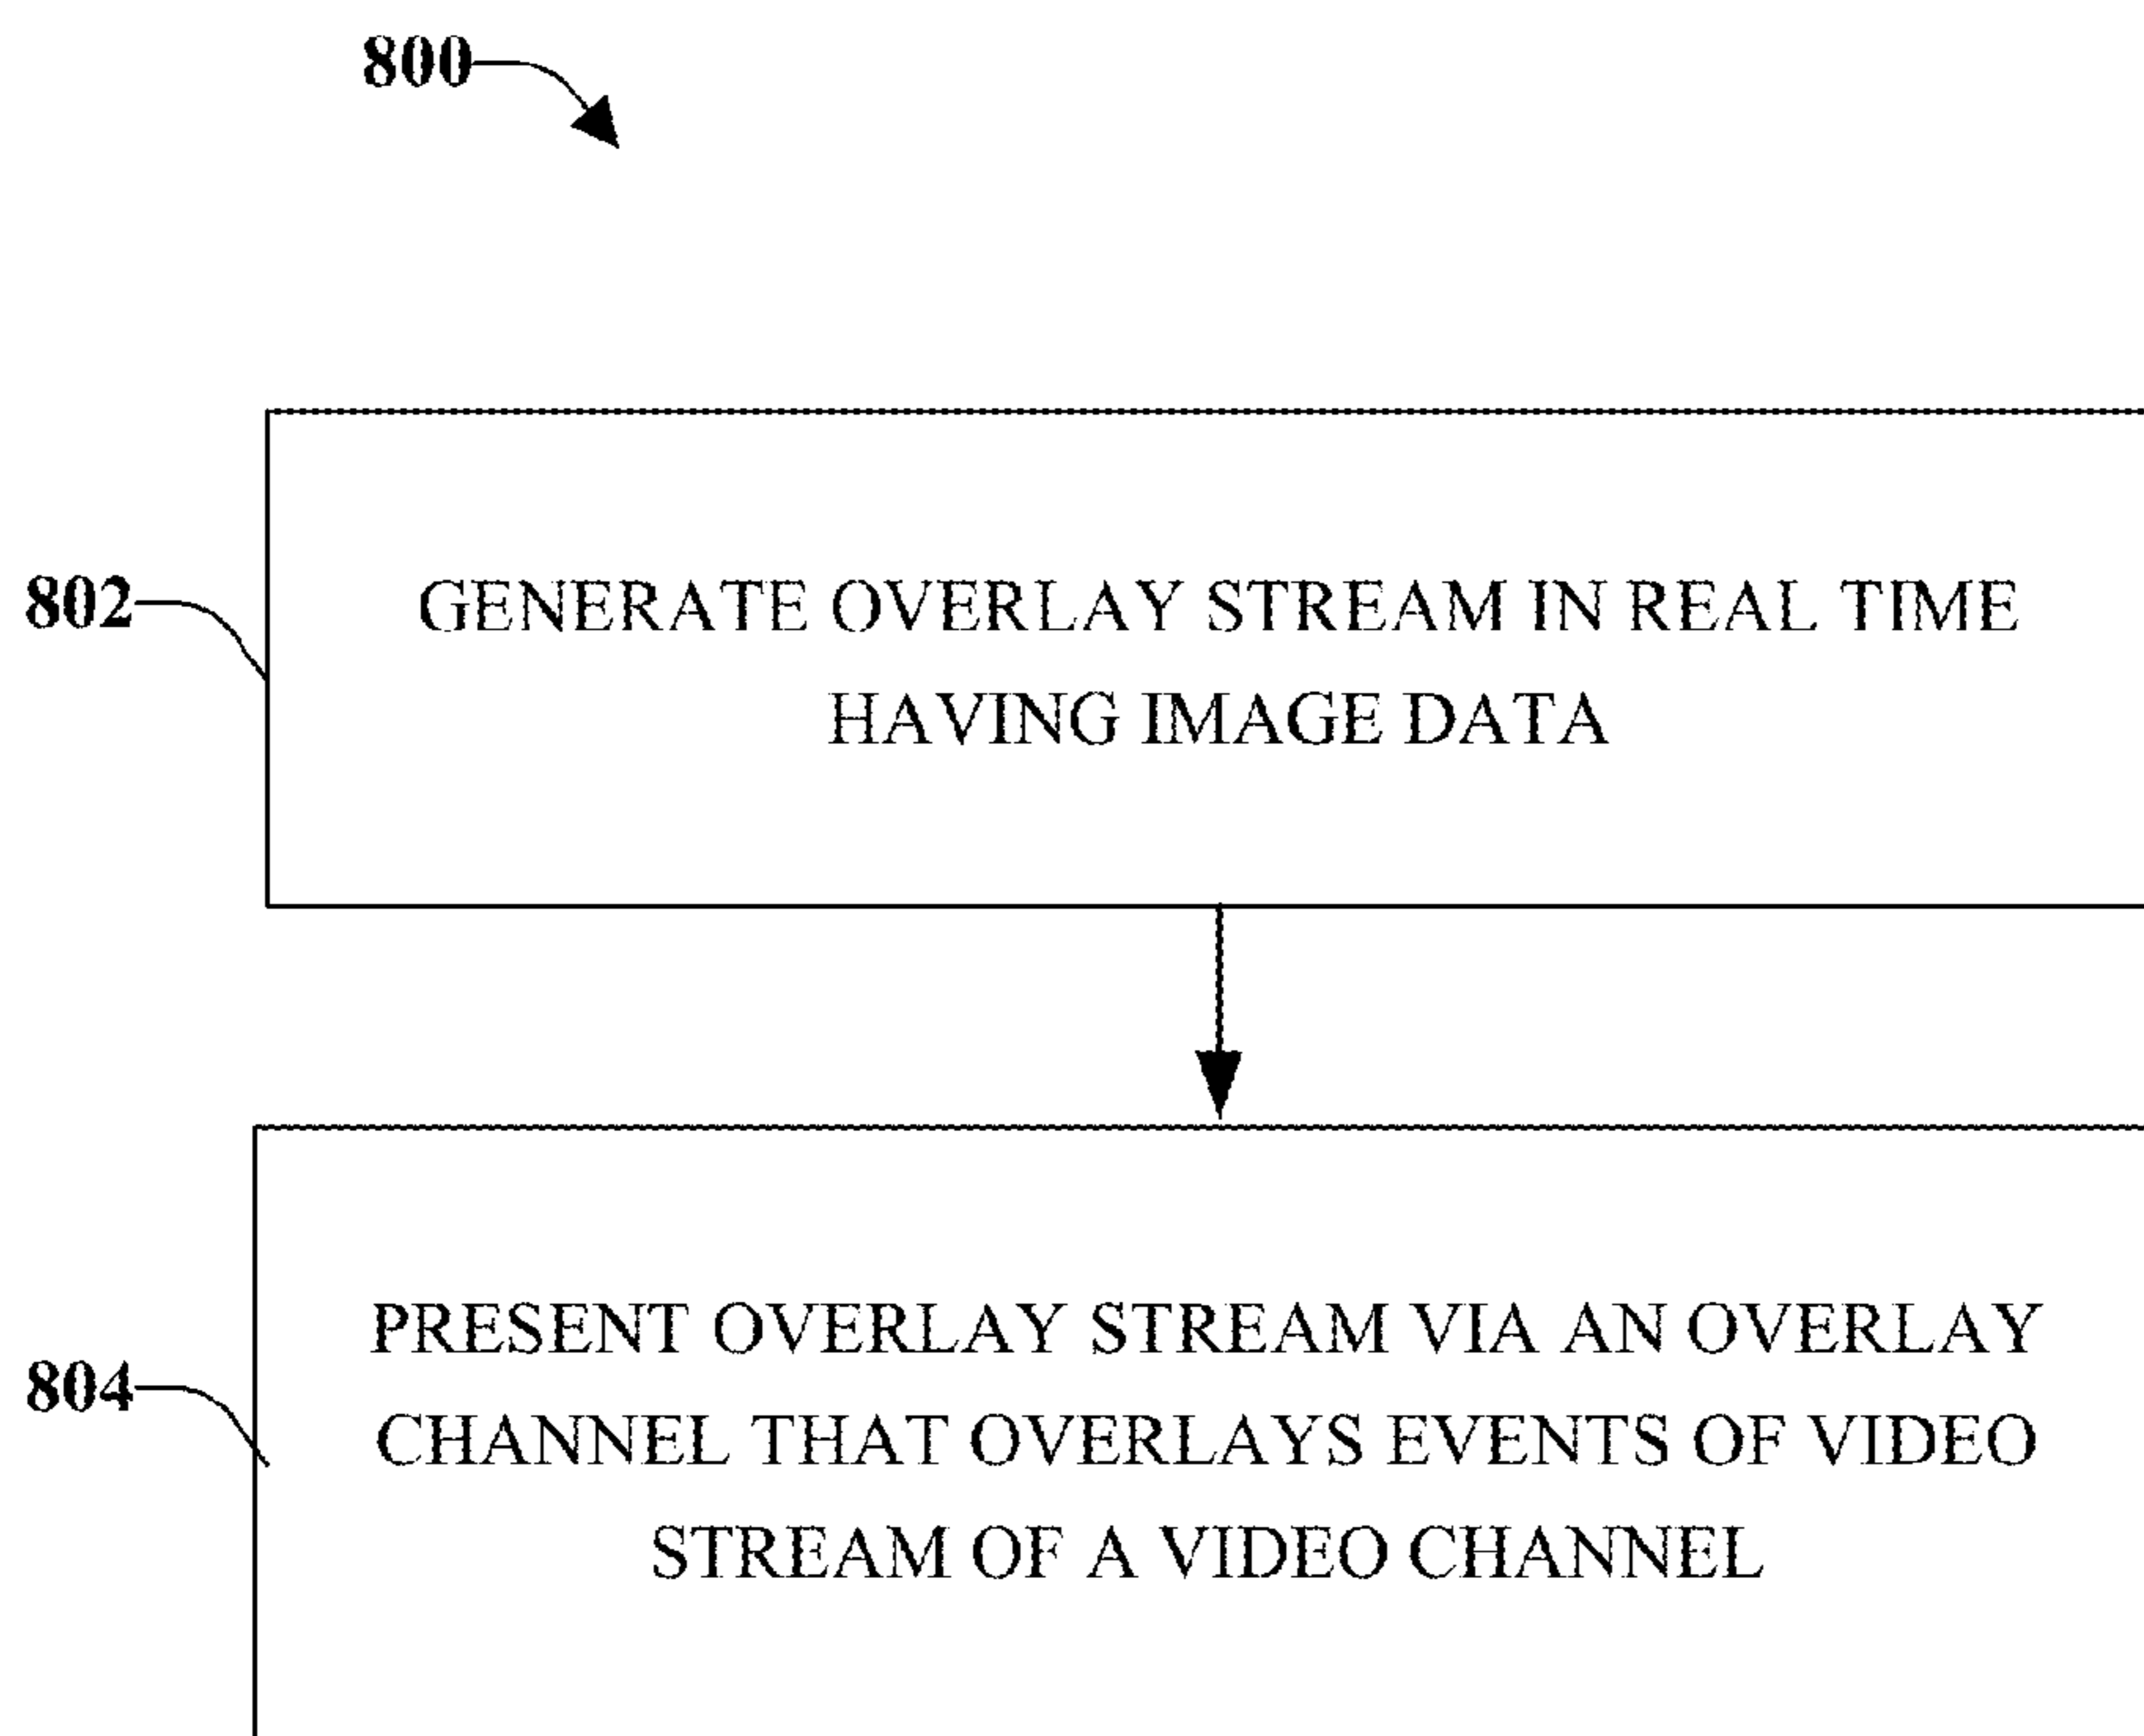 800
802
GENERATE OVERLAY STREAM IN REAL TIME
HAVING IMAGE DATA
804
PRESENT OVERLAY STREAM VIA AN OVERLAY
CHANNEL THAT OVERLAYS EVENTS OF VIDEO
STREAM OF A VIDEO CHANNEL